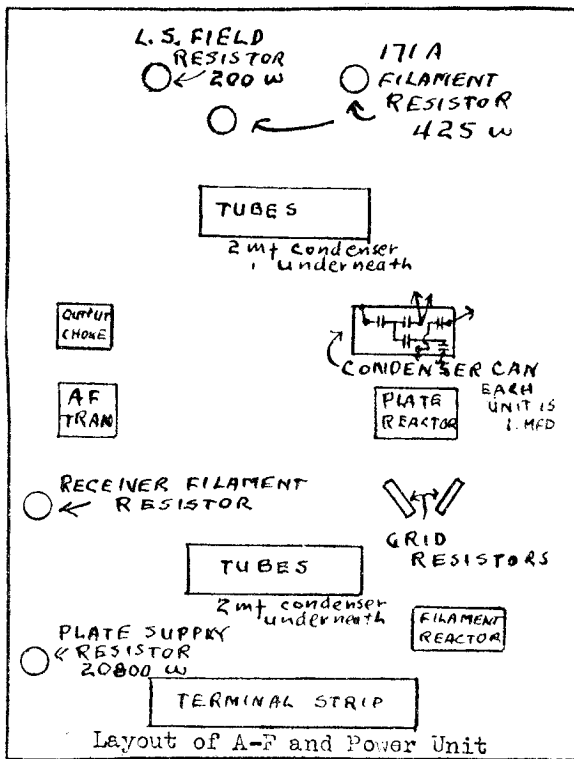 L.S. FIELD
RESISTOR
200 W
171A
FILAMENT
RESISTOR
425 W
TUBES
2 mf condenser
underneath
OUTPUT
CHOKE
CONDENSER CAN
EACH
UNIT IS
1. MFD
AF
TRAN
PLATE
REACTOR
RECEIVER FILAMENT
RESISTOR
GRID
RESISTORS
TUBES
2 mf condenser
underneath
FILAMENT
REACTOR
PLATE SUPPLY
RESISTOR
20800 W
TERMINAL STRIP
Layout of A-F and Power Unit